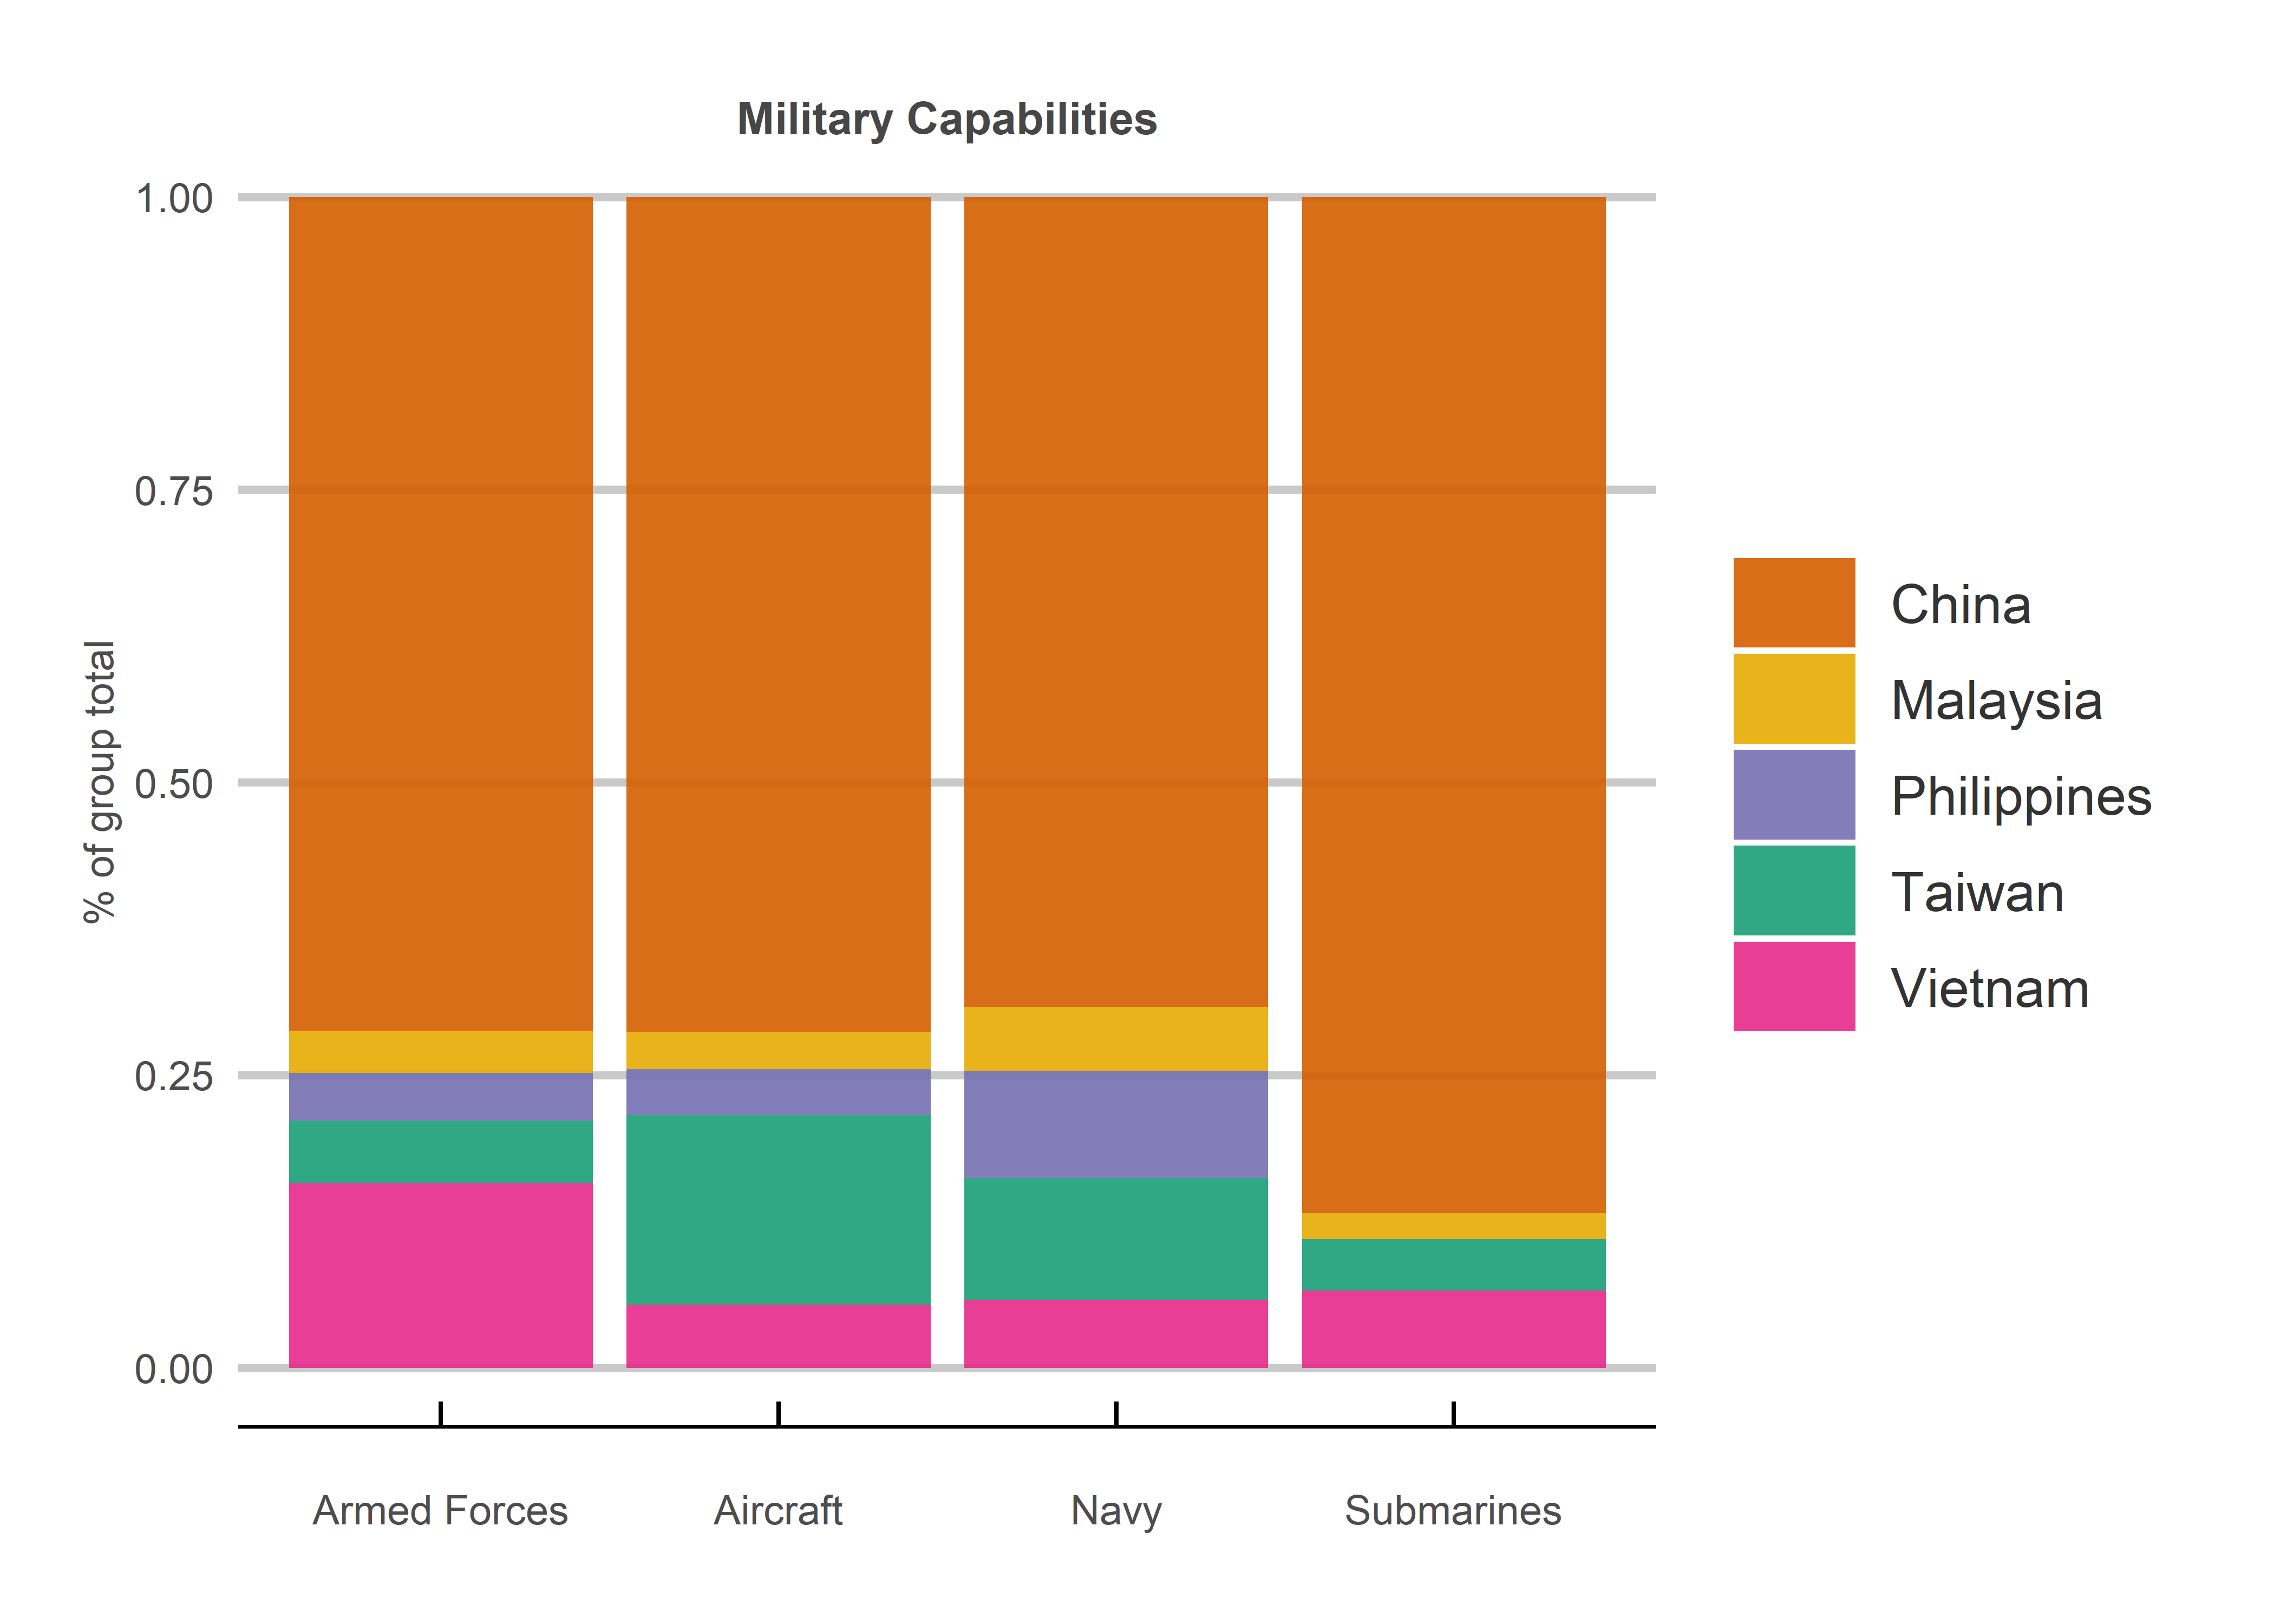 Military Capabilities
1.00
0.75
0.50
0.25
0.00
% of group total
Armed Forces
Aircraft
Navy
Submarines
China
Malaysia
Philippines
Taiwan
Vietnam